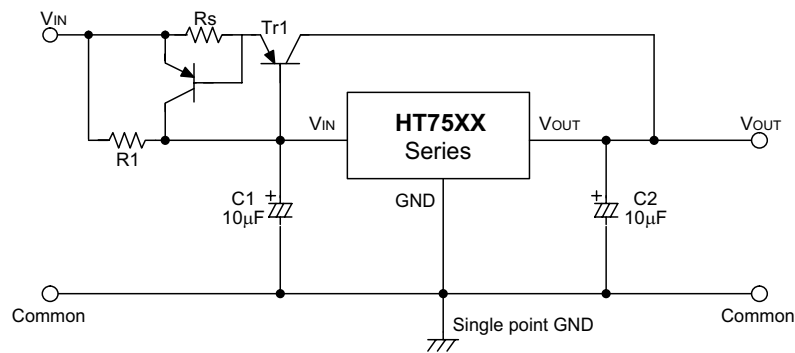 VIN
Rs
Tr1
R1
VIN
HT75XX
Series
VOUT
VOUT
GND
C1
10μF
+
C2
10μF
+
Common
Common
Single point GND